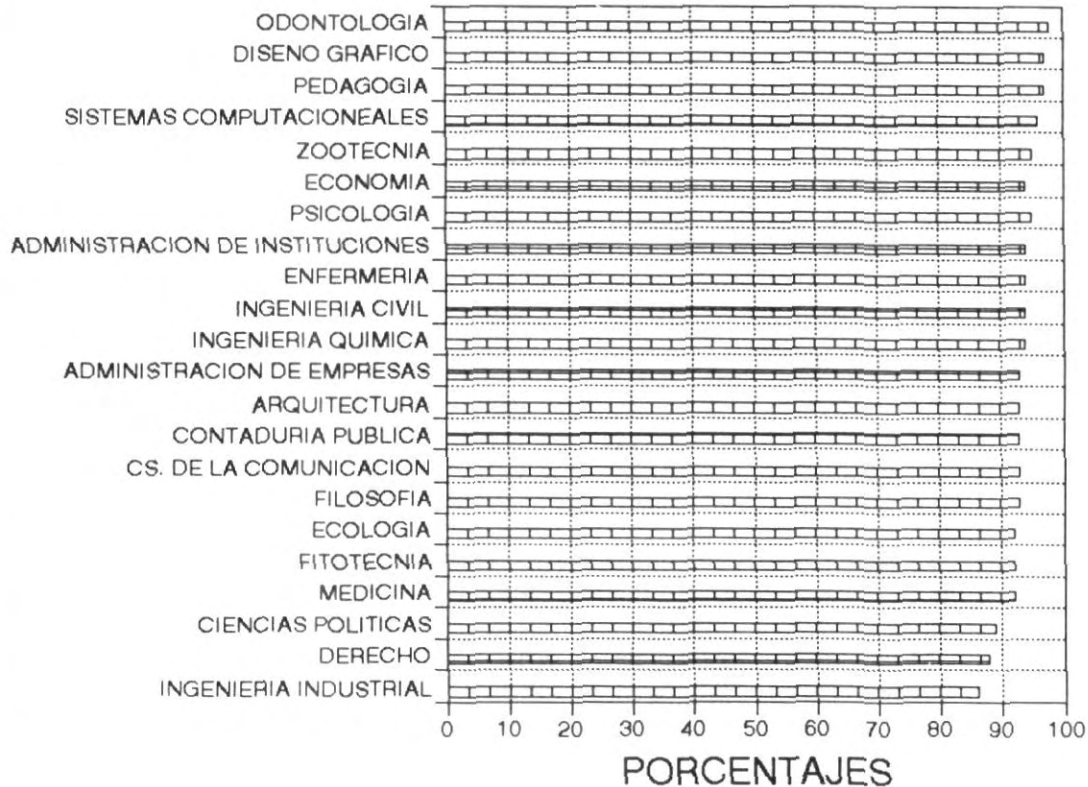 ODONTOLOGIA
DISENO GRAFICO
PEDAGOGIA
SISTEMAS COMPUTACIONEALES
ZOOTECNIA
ECONOMIA
PSICOLOGIA
ADMINISTRACION DE INSTITUCIONES
ENFERMERIA
INGENIERIA CIVIL
INGENIERIA QUIMICA
ADMINISTRACION DE EMPRESAS
ARQUITECTURA
CONTADURIA PUBLICA
CS. DE LA COMUNICACION
FILOSOFIA
ECOLOGIA
FITOTECNIA
MEDICINA
CIENCIAS POLITICAS
DERECHO
INGENIERIA INDUSTRIAL
0 10 20 30 40 50 60 70 80 90 100
PORCENTAJES